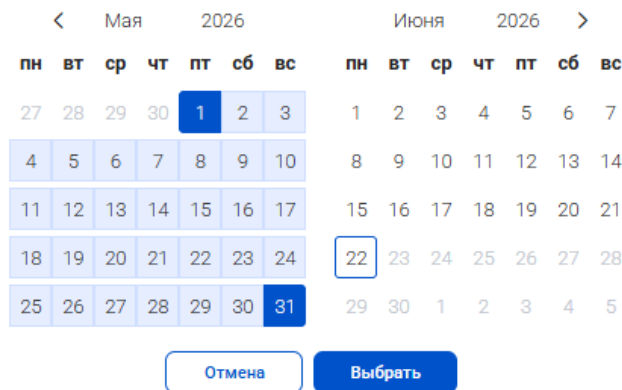 Мая 2026 Июня 2026
пн вт ср чт пт сб вс пн вт ср чт пт сб вс
27 28 29 30 1 2 3 1 2 3 4 5 6 7
4 5 6 7 8 9 10 8 9 10 11 12 13 14
11 12 13 14 15 16 17 15 16 17 18 19 20 21
18 19 20 21 22 23 24 22 23 24 25 26 27 28
25 26 27 28 29 30 31 29 30 1 2 3 4 5
Отмена Выбрать